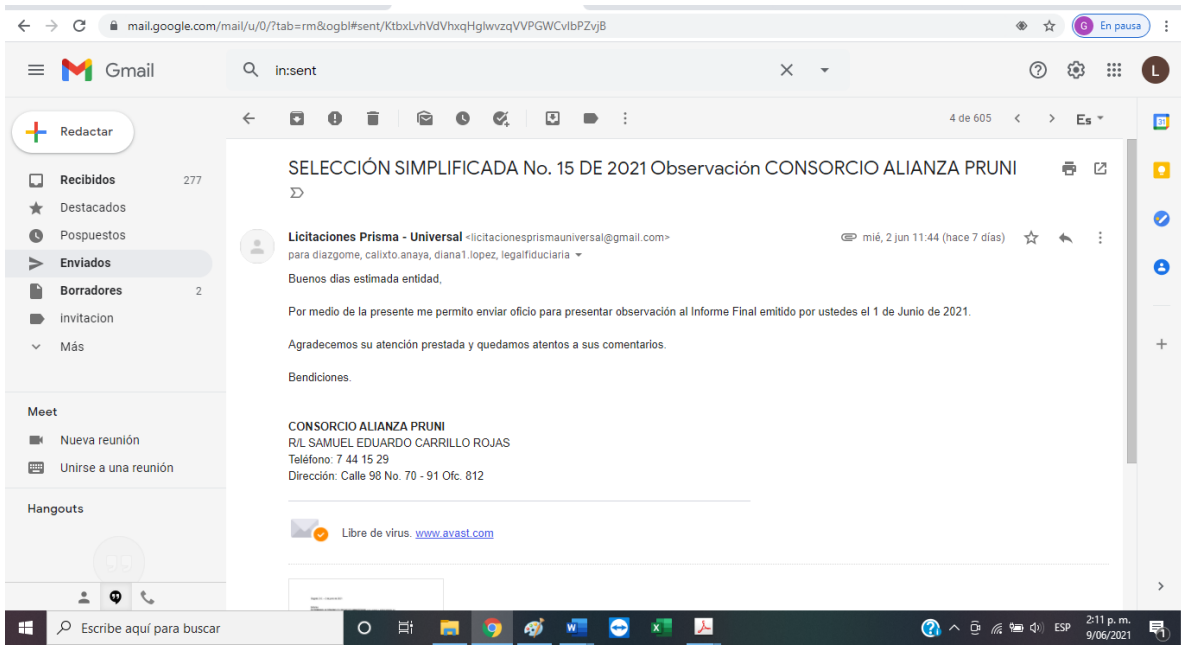 mail.google.com/mail/u/0/?tab=rm&ogbl#sent/KtbxLvhVdVhxqHglwvzqVVPGWCvlbPZvjB
G En pausa
Gmail
in:sent
L
Redactar
4 de 605
Es
31
SELECCIÓN SIMPLIFICADA No. 15 DE 2021 Observación CONSORCIO ALIANZA PRUNI
Recibidos 277
Destacados
Pospuestos
Enviados
Borradores 2
invitacion
Más
Licitaciones Prisma - Universal <licitacionesprismauniversal@gmail.com>
mié, 2 jun 11:44 (hace 7 días)
para diazgome, calixto.anaya, diana1.lopez, legalfiduciaria
Buenos dias estimada entidad,
Por medio de la presente me permito enviar oficio para presentar observación al Informe Final emitido por ustedes el 1 de Junio de 2021.
Agradecemos su atención prestada y quedamos atentos a sus comentarios.
Bendiciones.
CONSORCIO ALIANZA PRUNI
R/L SAMUEL EDUARDO CARRILLO ROJAS
Teléfono: 7 44 15 29
Dirección: Calle 98 No. 70 - 91 Ofc. 812
Libre de virus. www.avast.com
Meet
Nueva reunión
Unirse a una reunión
Hangouts
Escribe aquí para buscar
ESP
2:11 p. m.
9/06/2021